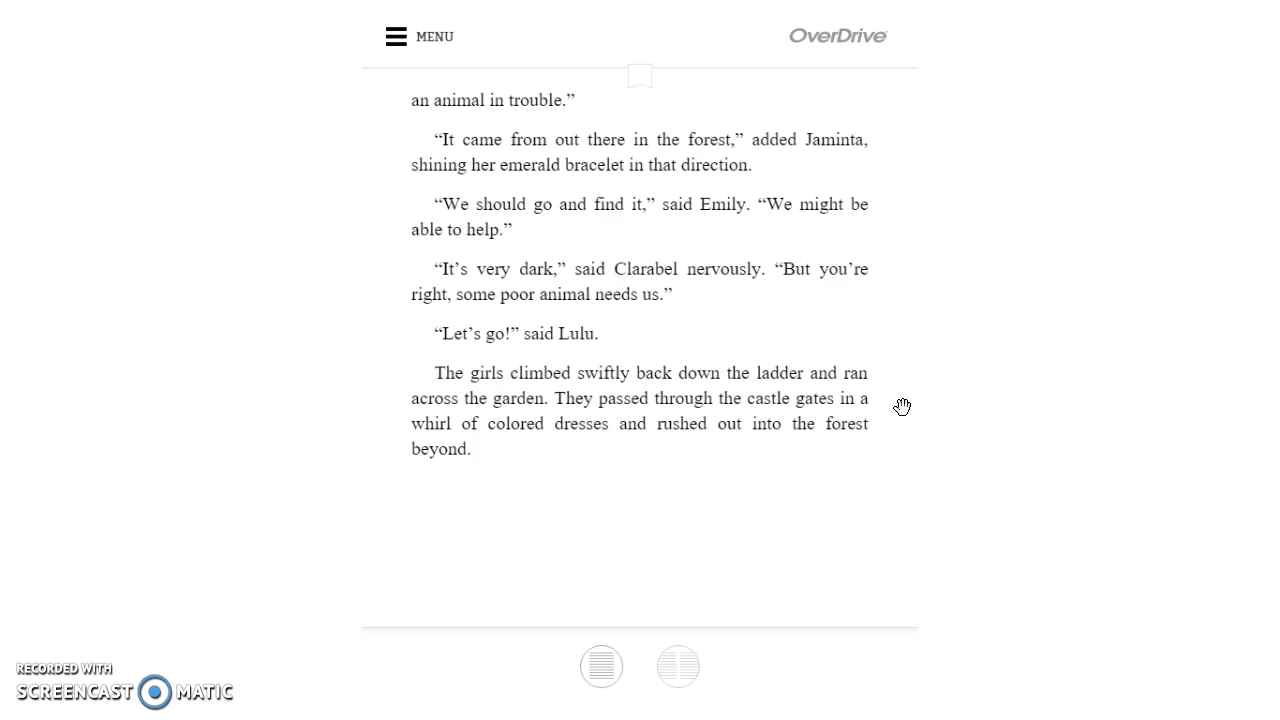 MENU
OverDrive
an animal in trouble.”
“It came from out there in the forest,” added Jaminta,
shining her emerald bracelet in that direction.
“We should go and find it,” said Emily. “We might be
able to help.”
“It’s very dark,” said Clarabel nervously. “But you’re
right, some poor animal needs us.”
“Let’s go!” said Lulu.
The girls climbed swiftly back down the ladder and ran
across the garden. They passed through the castle gates in a
whirl of colored dresses and rushed out into the forest
beyond.
RECORDED WITH
SCREENCAST MATIC